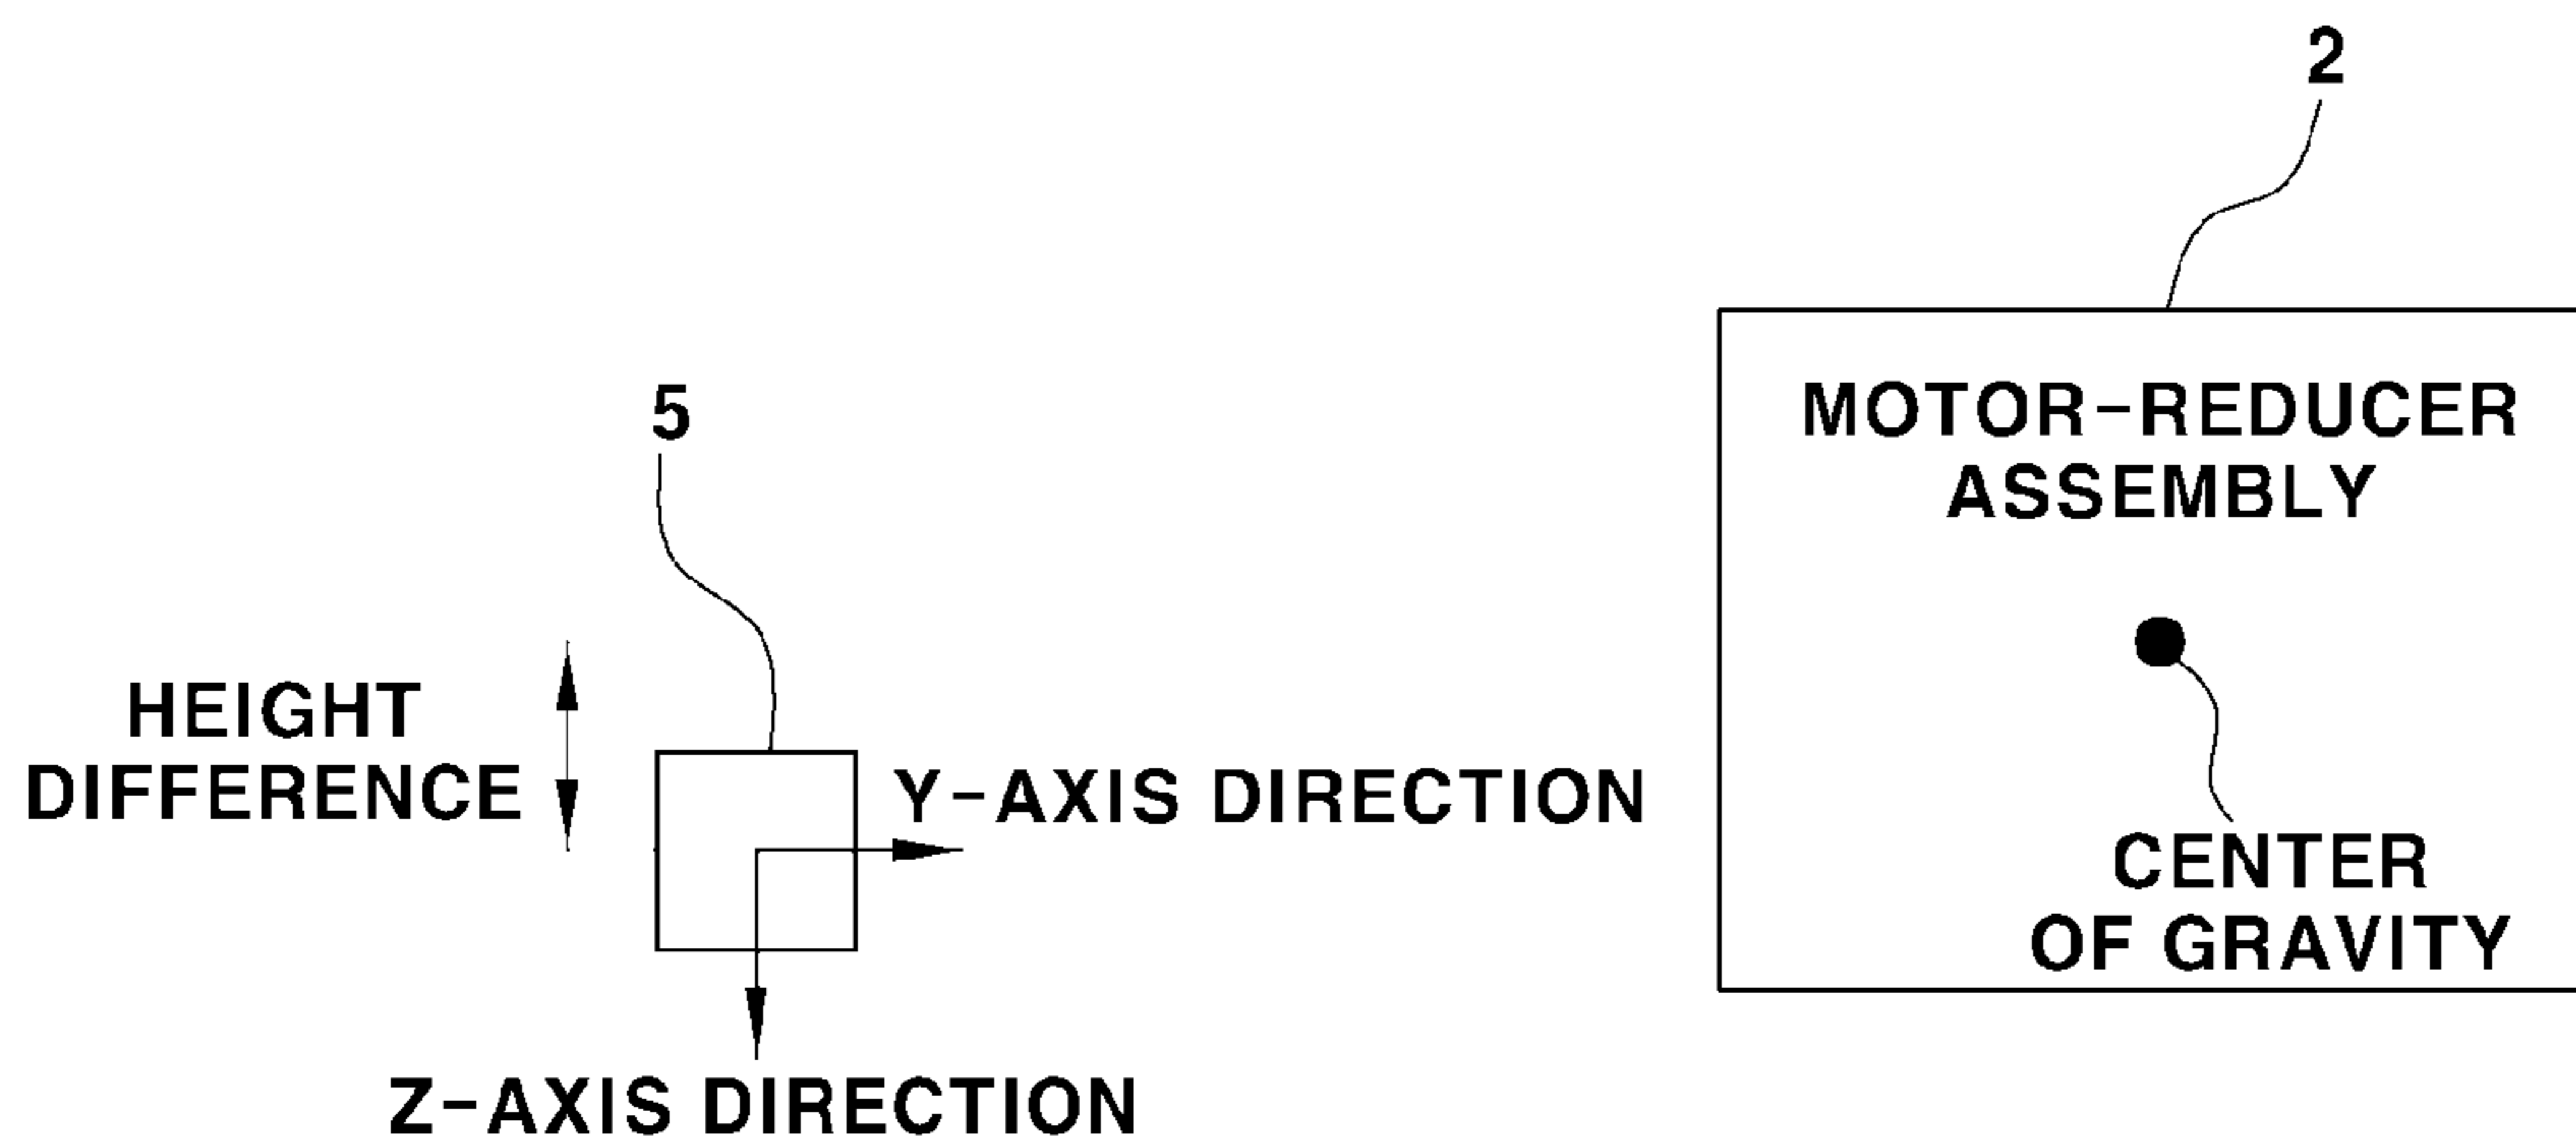 2
MOTOR-REDUCER
ASSEMBLY
5
HEIGHT
DIFFERENCE
Y-AXIS DIRECTION
CENTER
OF GRAVITY
Z-AXIS DIRECTION